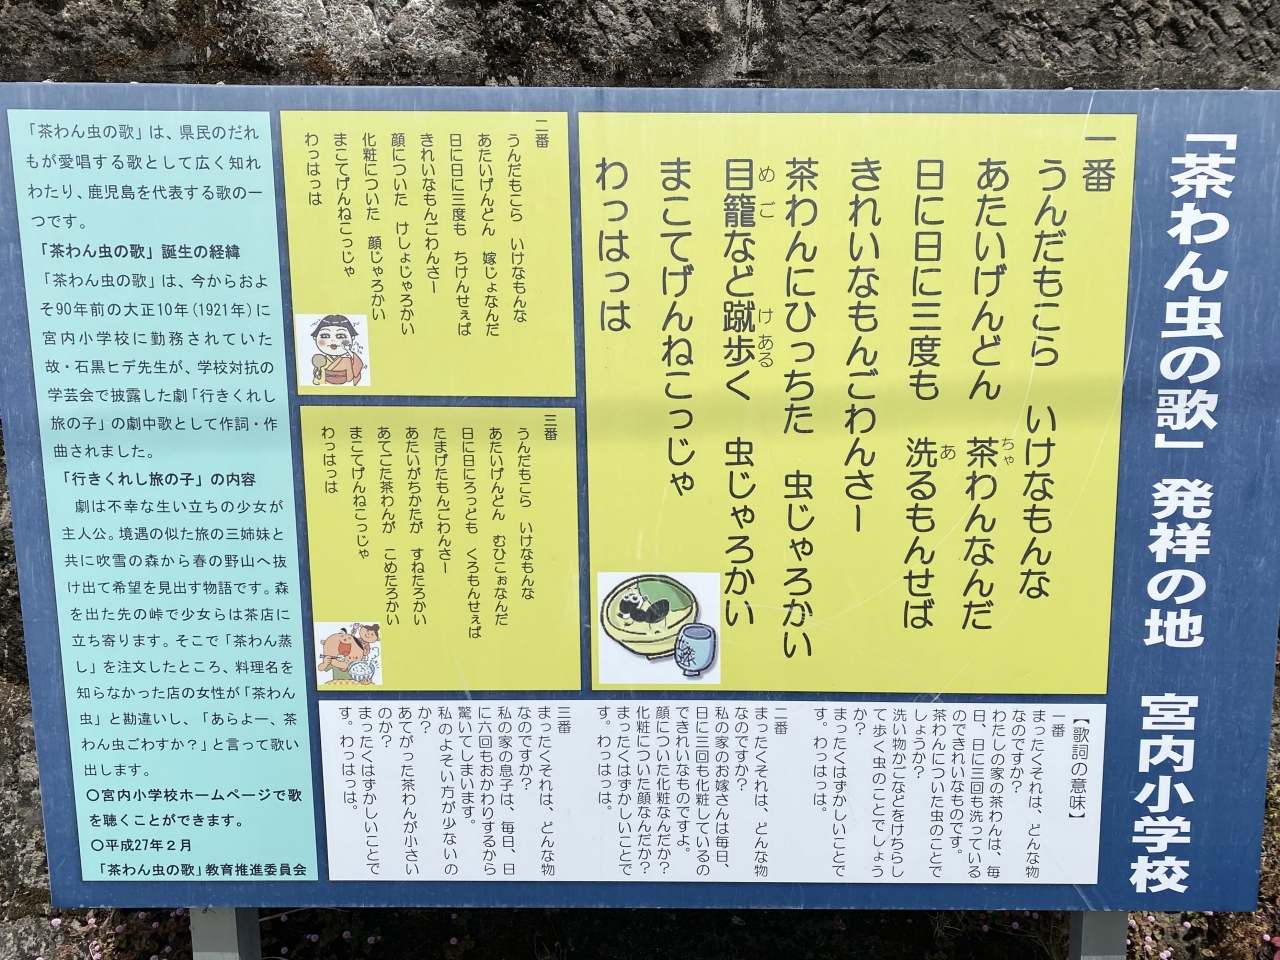 「茶わん虫の歌」発祥の地　宮内小学校
一番
うんだもこら　いけなもんな
あたいげんどん　茶わんなんだ
ちゃ
日に日に三度も　洗るもんせば
あ
きれいなもんごわんさー
茶わんにひっちた　虫じゃろかい
目籠など蹴歩く　虫じゃろかい
めご
けある
まこてげんねこっじゃ
わっはっは
二番
うんだもこら　いけなもんな
あたいげんどん　嫁じょなんだ
日に日に三度も　ちけんせぇば
きれいなもんごわんさー
顔についた　けしょじゃろかい
化粧についた　顔じゃろかい
まこてげんねこっじゃ
わっはっは
三番
うんだもこら　いけなもんな
あたいげんどん　むひこぉなんだ
日に日にろっども　くろもんせぇば
たまげたもんごわんさー
あたいがちかたが　すねたろかい
あてごた茶わんが　こめたろかい
まこてげんねこっじゃ
わっはっは
【歌詞の意味】
一番
まったくそれは、どんな物
なのですか？
わたしの家の茶わんは、毎
日、日に三回も洗っている
のできれいなものです。
茶わんについた虫のことで
しょうか？
洗い物かごなどをけちらし
て歩く虫のことでしょう
か？
まったくはずかしいことで
す。わっはっは。
二番
まったくそれは、どんな物
なのですか？
私の家のお嫁さんは毎日、
日に三回も化粧しているの
できれいなものですよ。
顔についた化粧なんだか？
化粧についた顔なんだか？
まったくはずかしいことで
す。わっはっは。
三番
まったくそれは、どんな物
なのですか？
私の家の息子は、毎日、日
に六回もおかわりするから
驚いてしまいます。
私のよそい方が少ないの
か？
あてがった茶わんが小さい
のか？
まったくはずかしいことで
す。わっはっは。
「茶わん虫の歌」は、県民のだれ
もが愛唱する歌として広く知れ
わたり、鹿児島を代表する歌の一
つです。
「茶わん虫の歌」誕生の経緯
「茶わん虫の歌」は、今からおよ
そ90年前の大正10年（1921年）に
宮内小学校に勤務されていた
故・石黒ヒデ先生が、学校対抗の
学芸会で披露した劇「行きくれし
旅の子」の劇中歌として作詞・作
曲されました。
「行きくれし旅の子」の内容
劇は不幸な生い立ちの少女が
主人公。境遇の似た旅の三姉妹と
共に吹雪の森から春の野山へ抜
け出て希望を見出す物語です。森
を出た先の峠で少女らは茶店に
立ち寄ります。そこで「茶わん蒸
し」を注文したところ、料理名を
知らなかった店の女性が「茶わん
虫」と勘違いし、「あらよー、茶
わん虫ごわすか？」と言って歌い
出します。
○宮内小学校ホームページで歌
を聴くことができます。
○平成27年２月
「茶わん虫の歌」教育推進委員会